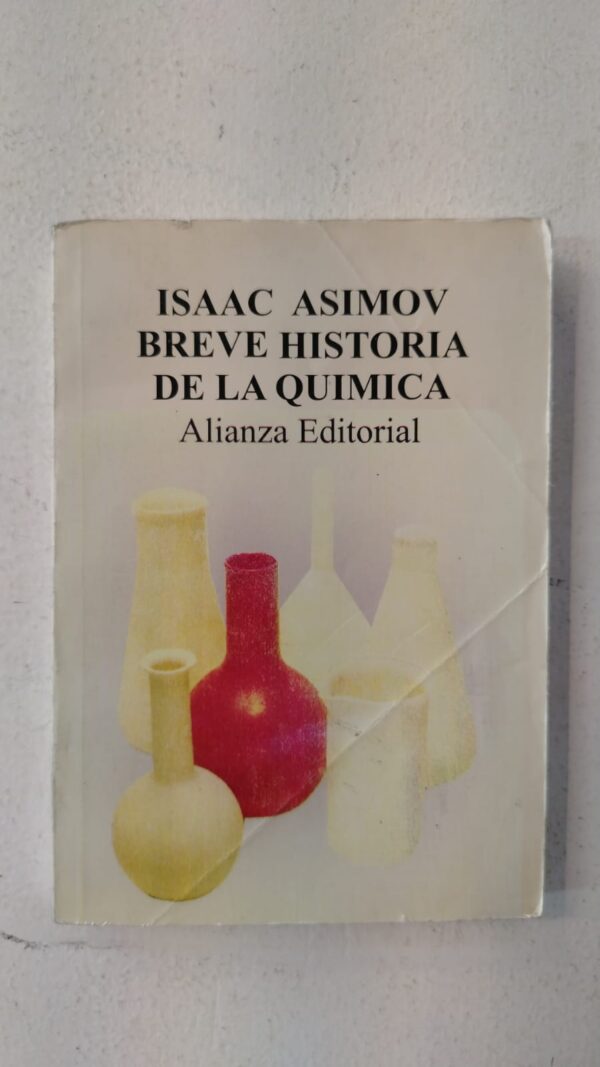 ISAAC ASIMOV
BREVE HISTORIA
DE LA QUIMICA
Alianza Editorial